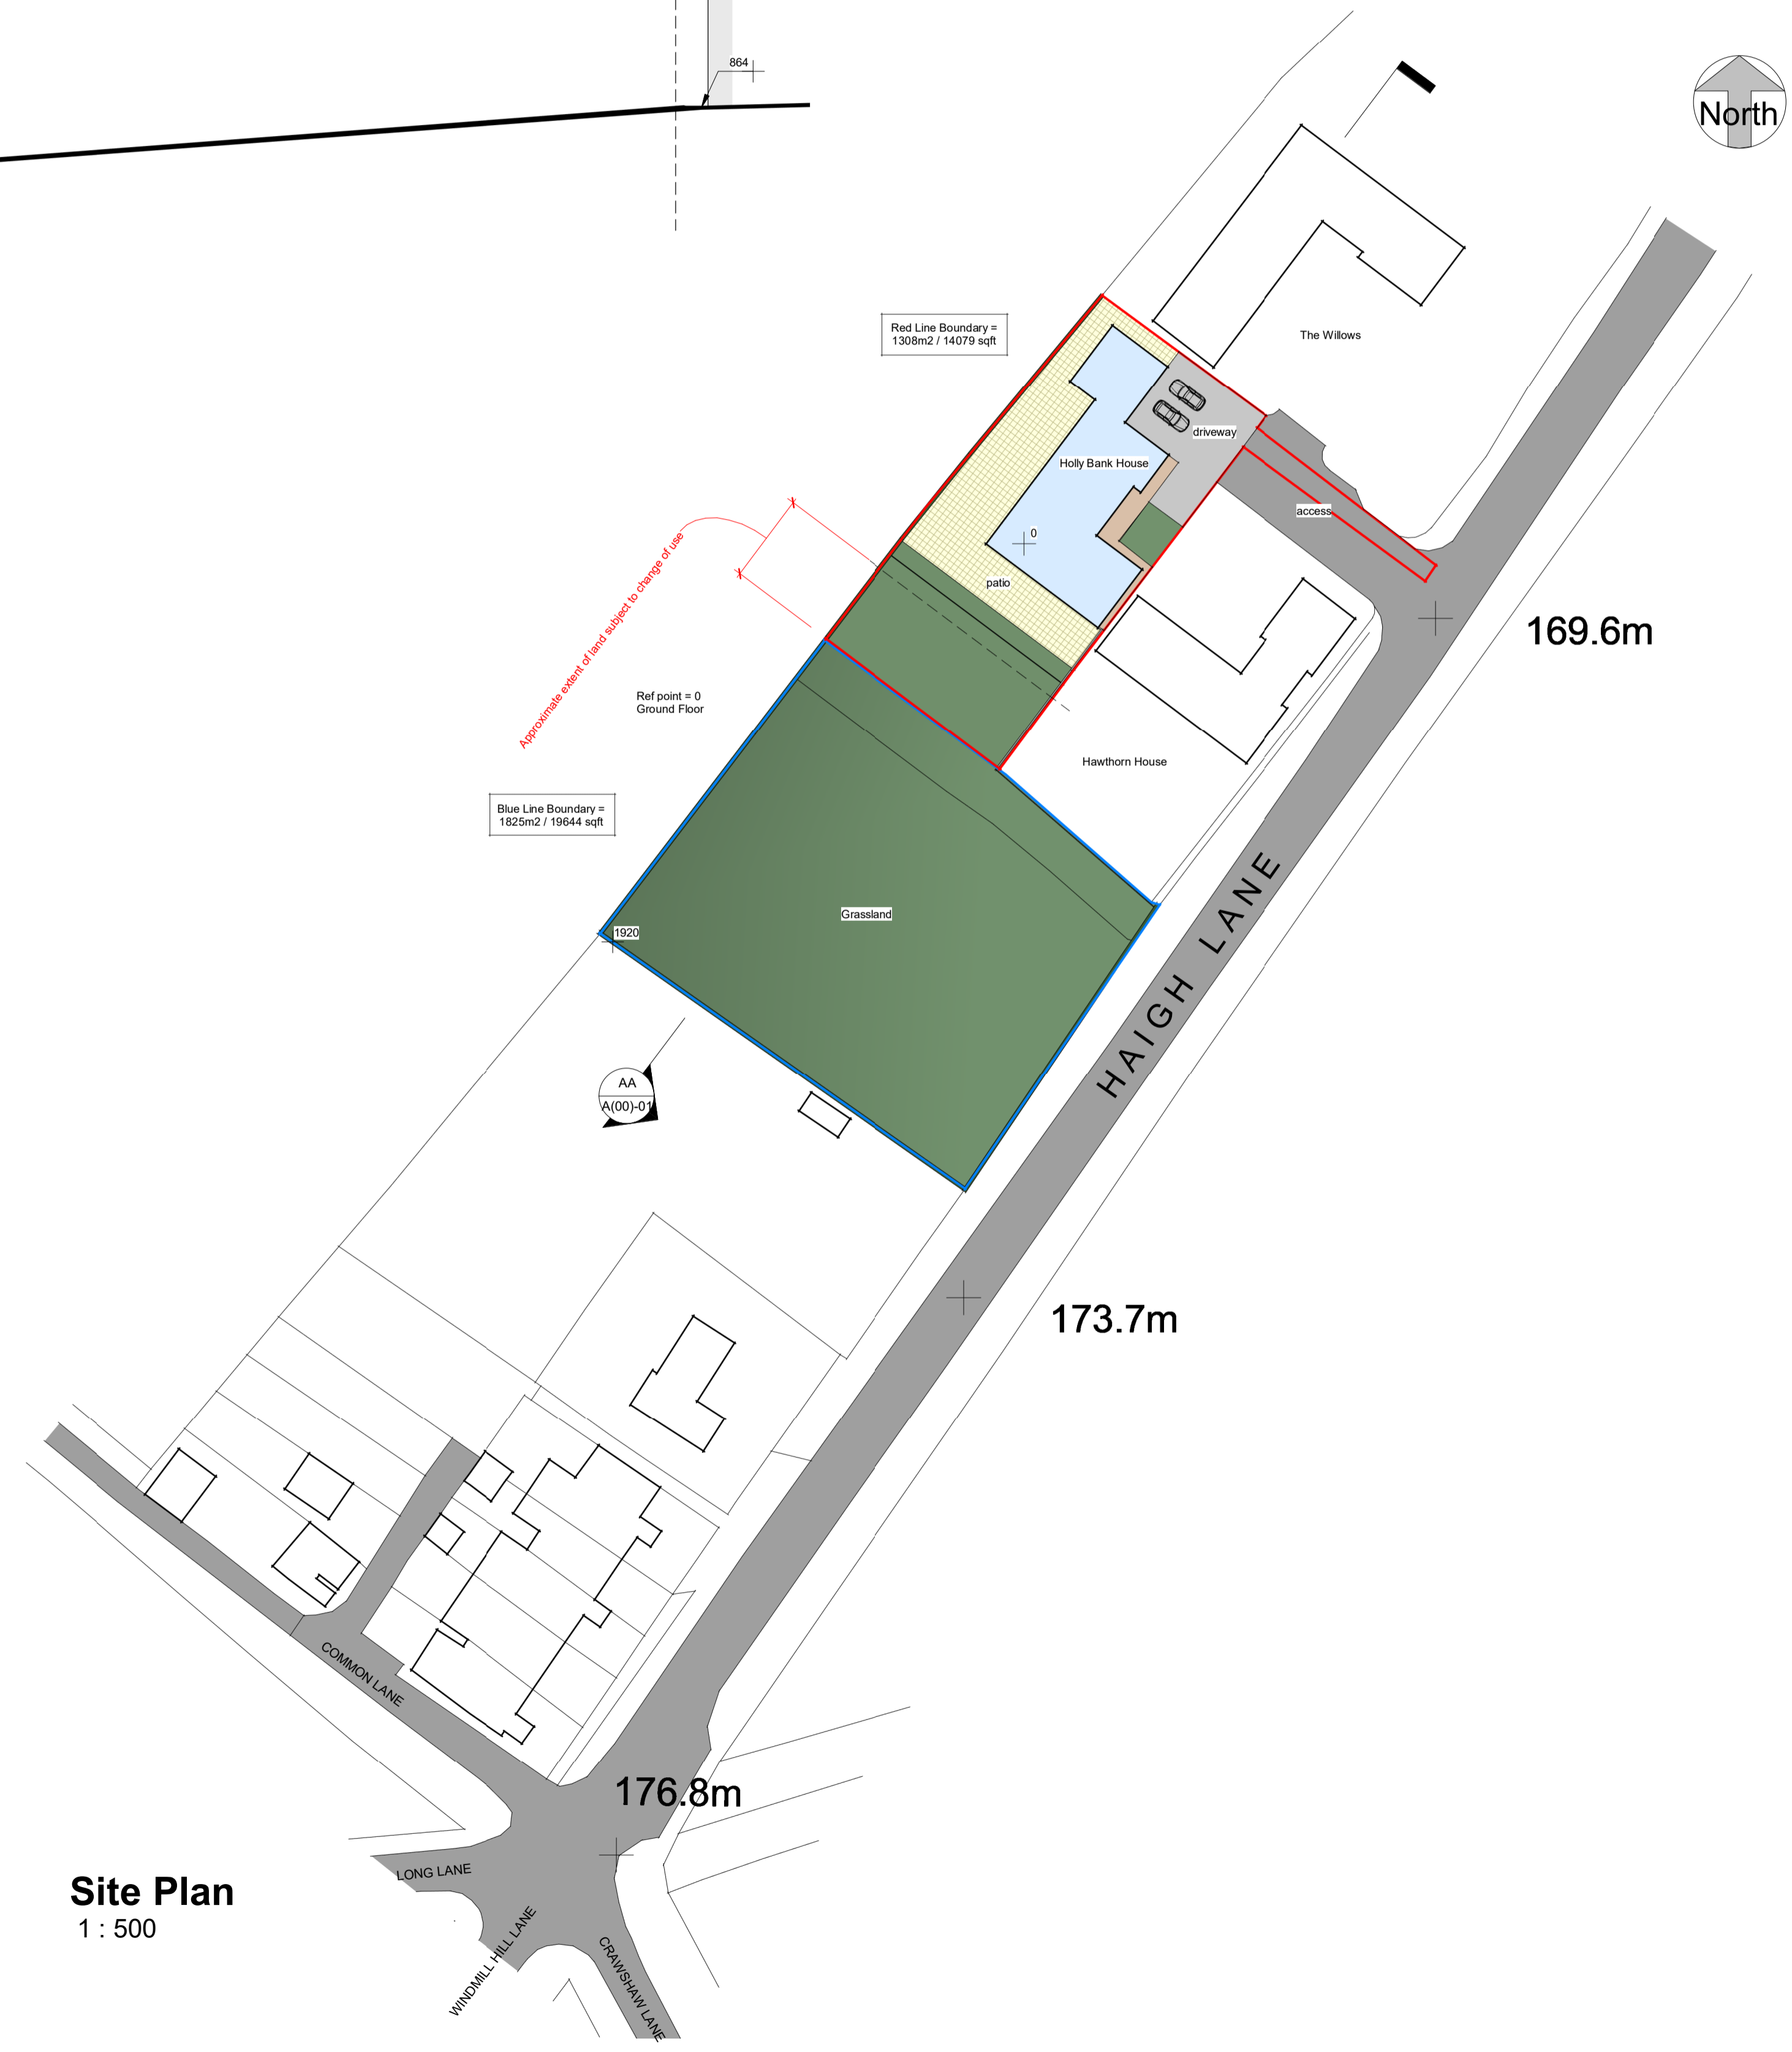 864
North
Red Line Boundary =
1308m2 / 14079 sqft
The Willows
driveway
Holly Bank House
access
0
patio
Approximate extent of land subject to change of use
169.6m
Ref point = 0
Ground Floor
Hawthorn House
Blue Line Boundary =
1825m2 / 19644 sqft
Grassland
1920
HAIGH LANE
AA
A(00)-01
173.7m
COMMON LANE
176.8m
LONG LANE
WINDMILL HILL LANE
CRAWSHAW LANE
Site Plan
1 : 500